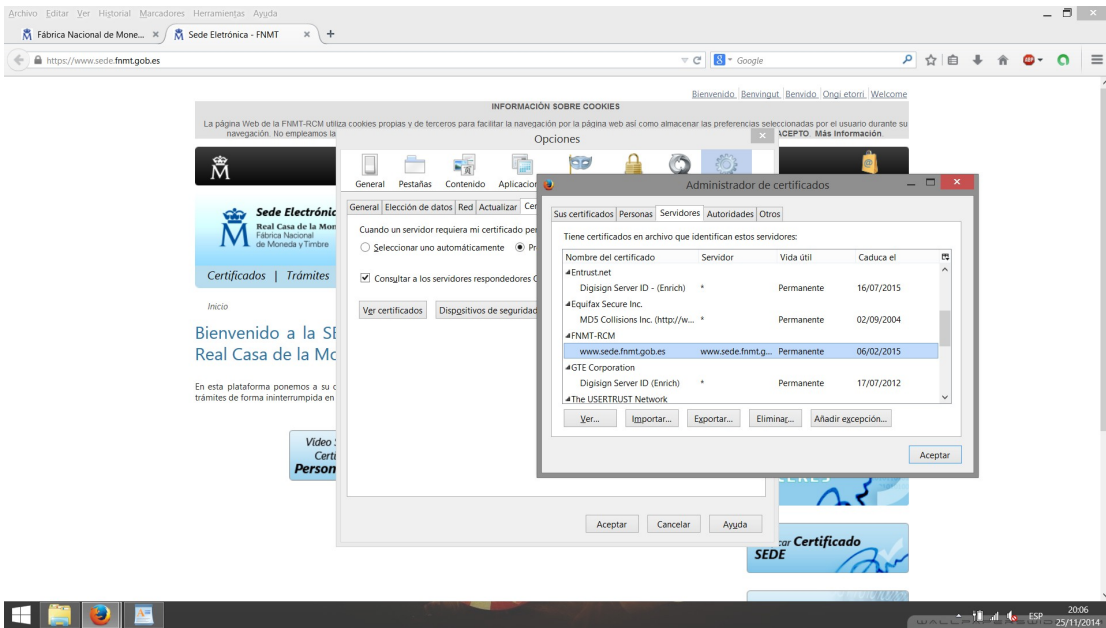 Archivo Editar Ver Historial Marcadores Herramientas Ayuda
Fábrica Nacional de Mone... × Sede Eletrónica - FNMT × +
https://www.sede.fnmt.gob.es
Google
Bienvenido Benvingut Benvido Ongi etorri Welcome
INFORMACIÓN SOBRE COOKIES
La página Web de la FNMT-RCM utiliza cookies propias y de terceros para facilitar la navegación por la página web así como almacenar las preferencias seleccionadas por el usuario durante su
navegación. No empleamos la
ACEPTO Más Información
Opciones
General Pestañas Contenido Aplicacion
Administrador de certificados
General Elección de datos Red Actualizar Cer
Sus certificados Personas Servidores Autoridades Otros
Sede Electrónic
Real Casa de la Mon
Fábrica Nacional
de Moneda y Timbre
Cuando un servidor requiera mi certificado per
Seleccionar uno automáticamente Pr
Consultar a los servidores respondedores O
Ver certificados Dispositivos de seguridad
Tiene certificados en archivo que identifican estos servidores:
Nombre del certificado Servidor Vida útil Caduca el
Entrust.net
Digisign Server ID - (Enrich) * Permanente 16/07/2015
Equifax Secure Inc.
MD5 Collisions Inc. (http://w... * Permanente 02/09/2004
FNMT-RCM
www.sede.fnmt.gob.es www.sede.fnmt.g... Permanente 06/02/2015
GTE Corporation
Digisign Server ID (Enrich) * Permanente 17/07/2012
The USERTRUST Network
Ver... Importar... Exportar... Eliminar... Añadir excepción...
Aceptar
Certificados | Trámites
Inicio
Bienvenido a la SE
Real Casa de la Mo
En esta plataforma ponemos a su d
trámites de forma ininterrumpida en
Video
Certi
Person
Aceptar Cancelar Ayuda
Certificado
SEDE
ESP
20:06
25/11/2014